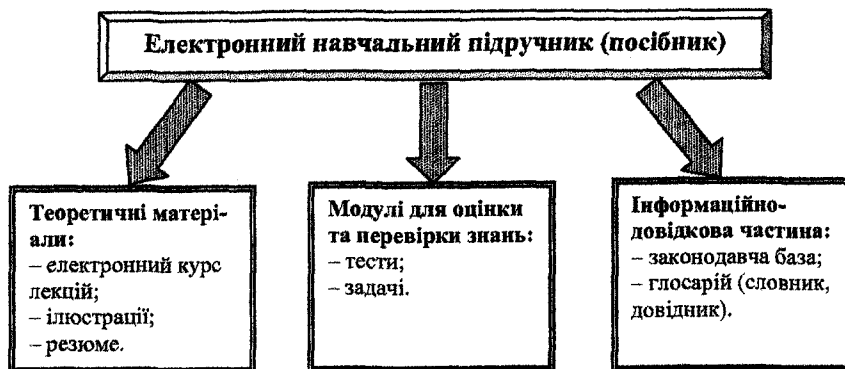 Електронний навчальний підручник (посібник)
Теоретичні матері-
али:
– електронний курс
лекцій;
– ілюстрації;
– резюме.
Модулі для оцінки
та перевірки знань:
– тести;
– задачі.
Інформаційно-
довідкова частина:
– законодавча база;
– глосарій (словник,
довідник).